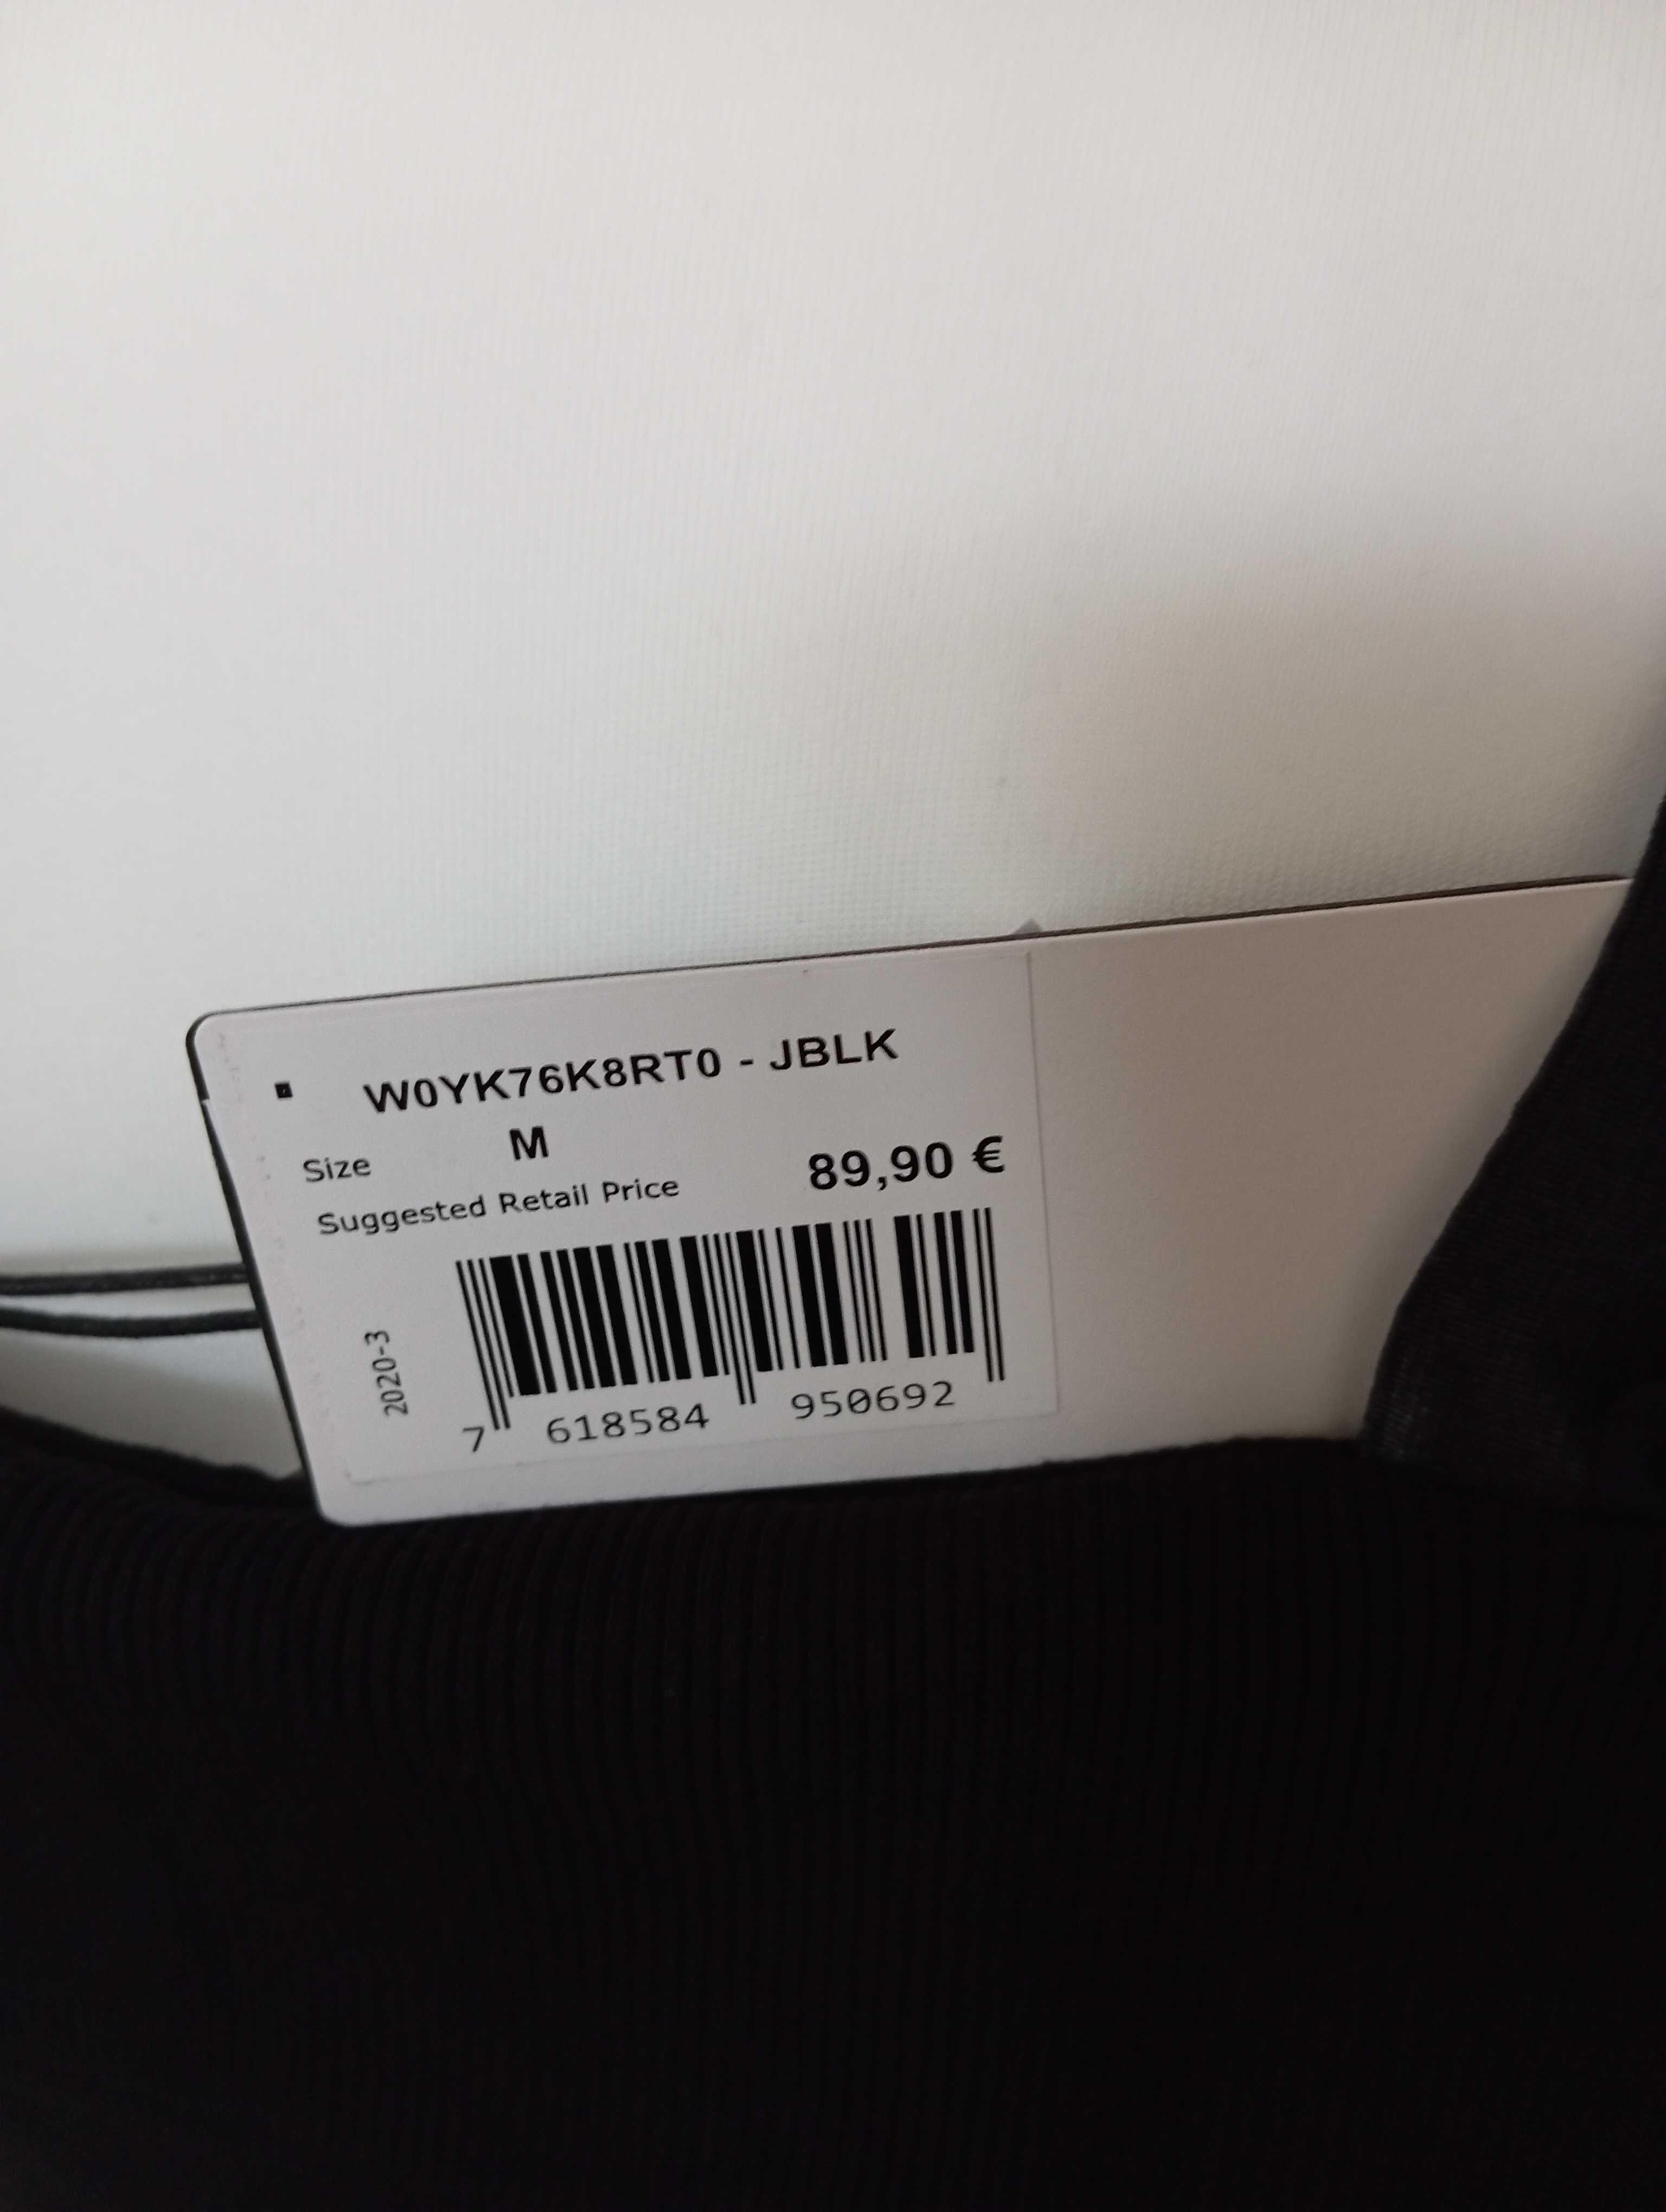 W0YK76K8RT0 - JBLK
Size M
Suggested Retail Price 89,90 €
2020-3
7 618584 950692